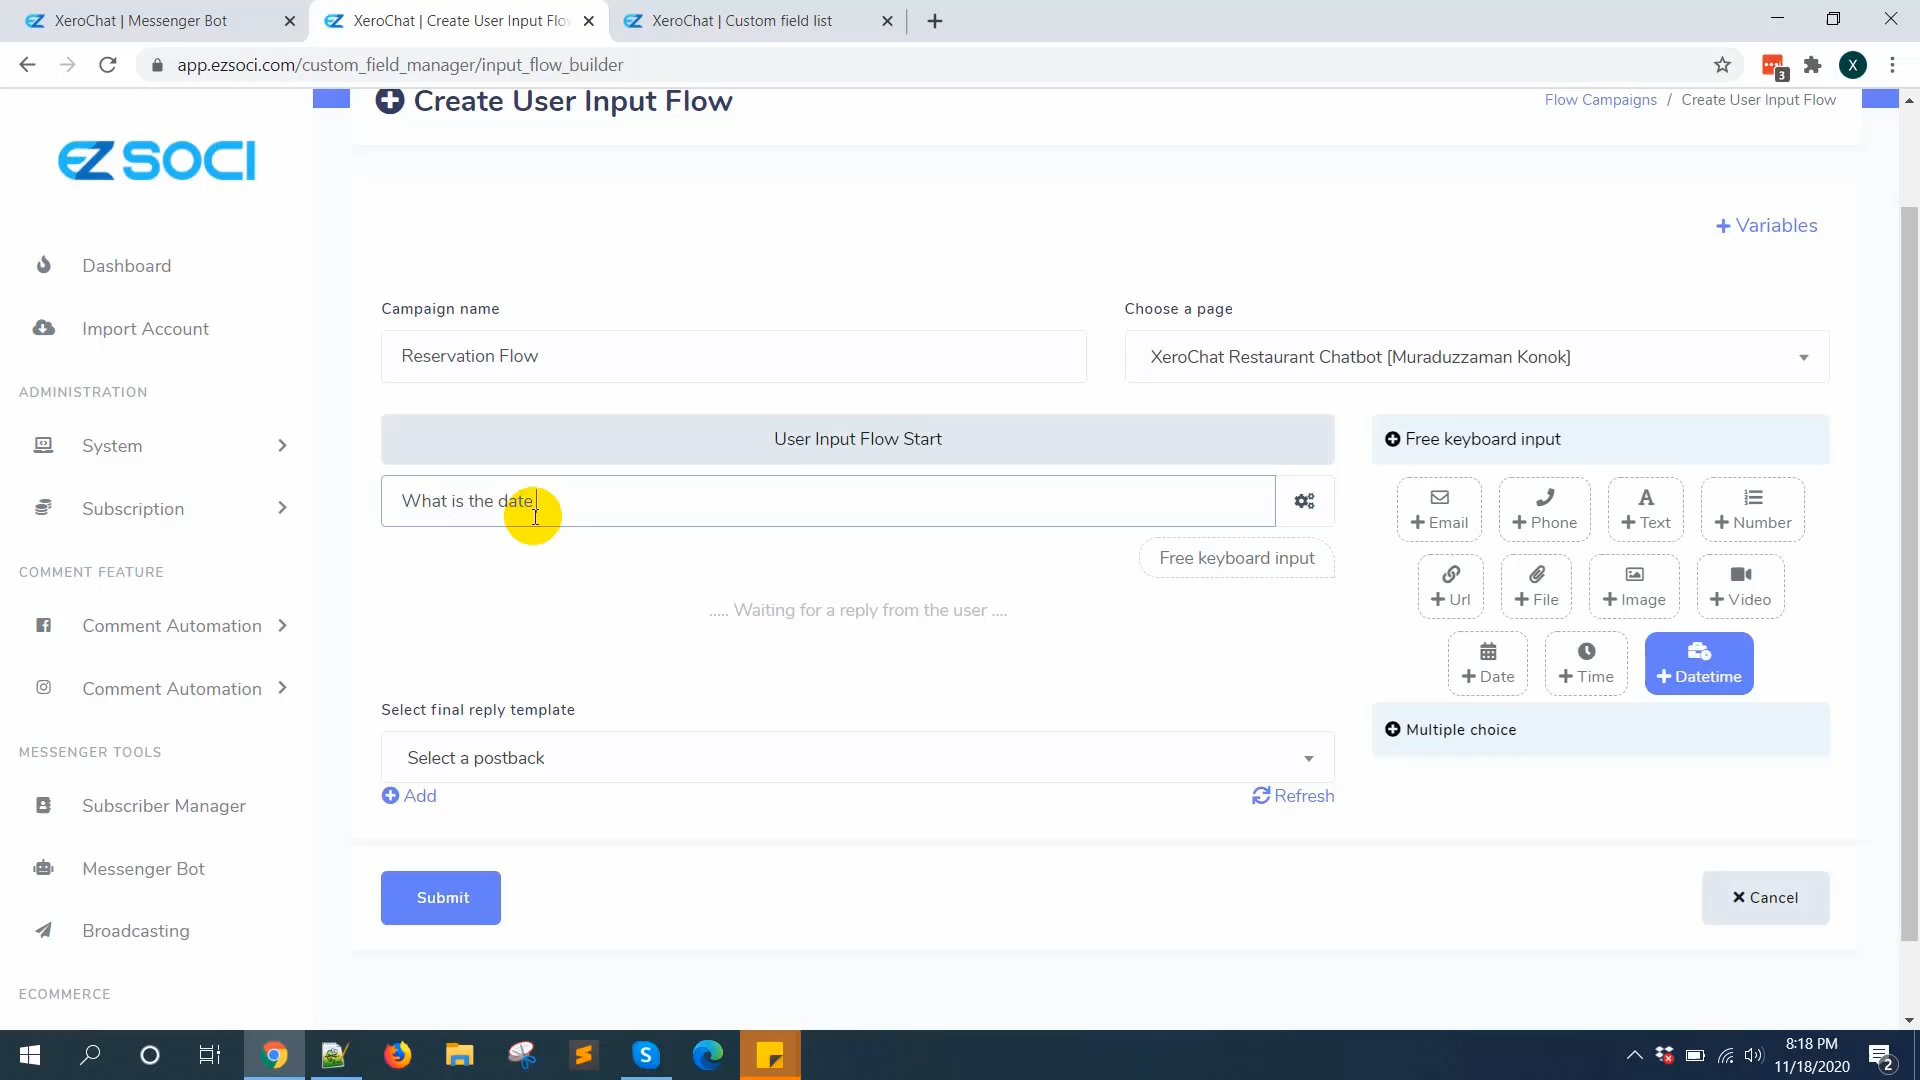 XeroChat | Messenger Bot
XeroChat | Create User Input Flow
XeroChat | Custom field list
app.ezsoci.com/custom_field_manager/input_flow_builder
3
X
Create User Input Flow
Flow Campaigns / Create User Input Flow
EZ SOCI
Variables
Dashboard
Import Account
ADMINISTRATION
System
Subscription
COMMENT FEATURE
Comment Automation
Comment Automation
MESSENGER TOOLS
Subscriber Manager
Messenger Bot
Broadcasting
ECOMMERCE
Campaign name
Reservation Flow
Choose a page
XeroChat Restaurant Chatbot [Muraduzzaman Konok]
User Input Flow Start
What is the date
Free keyboard input
..... Waiting for a reply from the user ....
Free keyboard input
Email
Phone
Text
Number
Url
File
Image
Video
Date
Time
Datetime
Multiple choice
Select final reply template
Select a postback
Add
Refresh
Submit
Cancel
8:18 PM
11/18/2020
2